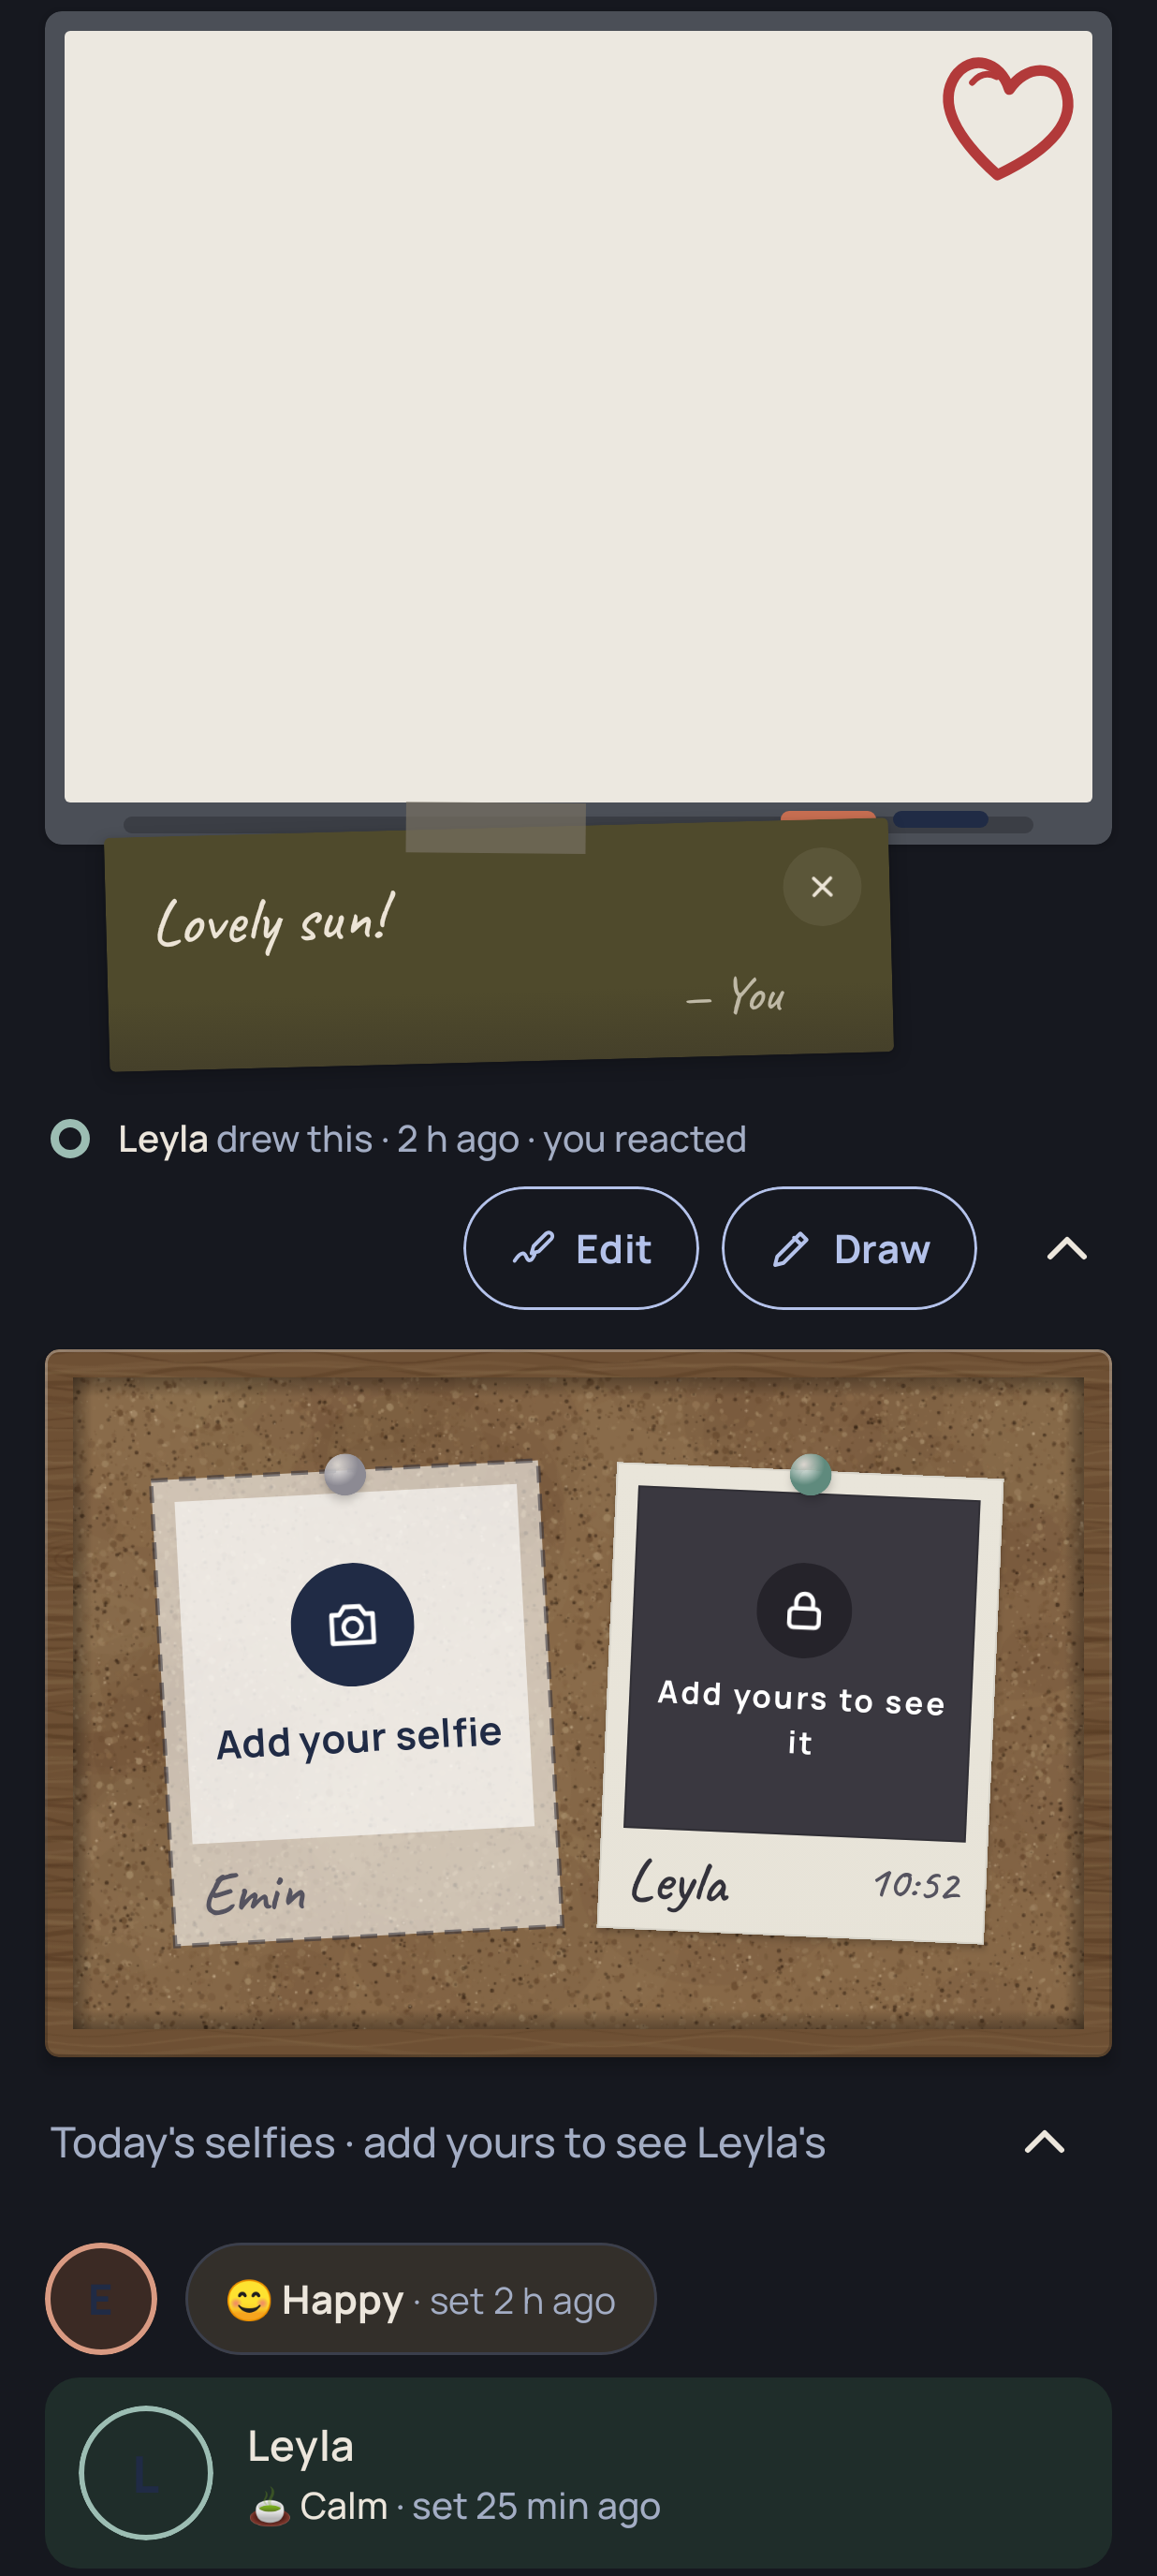 Lovely sun!
– You
Leyla drew this · 2 h ago · you reacted
Edit
Draw
Add your selfie
Emin
Add yours to see
it
Leyla
10:52
Today's selfies · add yours to see Leyla's
E
😊 Happy · set 2 h ago
L
Leyla
🍵 Calm · set 25 min ago